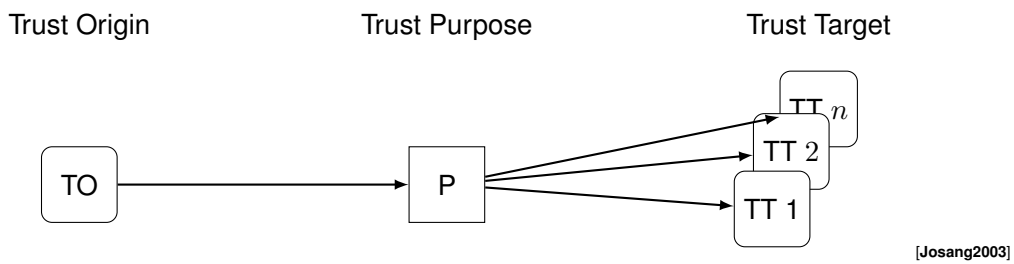 Trust Origin
Trust Purpose
Trust Target
TO
P
TT n
TT 2
TT 1
[Josang2003]